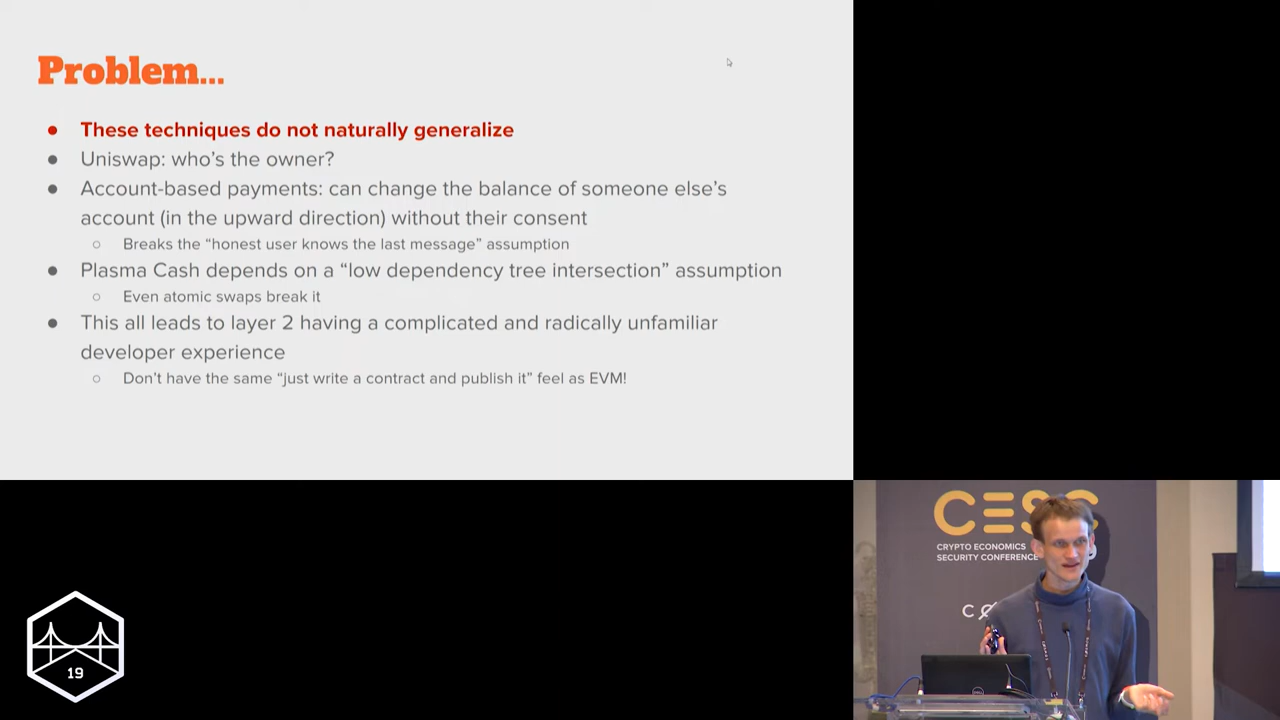 Problem...
These techniques do not naturally generalize
Uniswap: who's the owner?
Account-based payments: can change the balance of someone else's
account (in the upward direction) without their consent
Breaks the “honest user knows the last message” assumption
Plasma Cash depends on a “low dependency tree intersection” assumption
Even atomic swaps break it
This all leads to layer 2 having a complicated and radically unfamiliar
developer experience
Don't have the same “just write a contract and publish it” feel as EVM!
CESC
CRYPTO ECONOMICS
SECURITY CONFERENCE
19